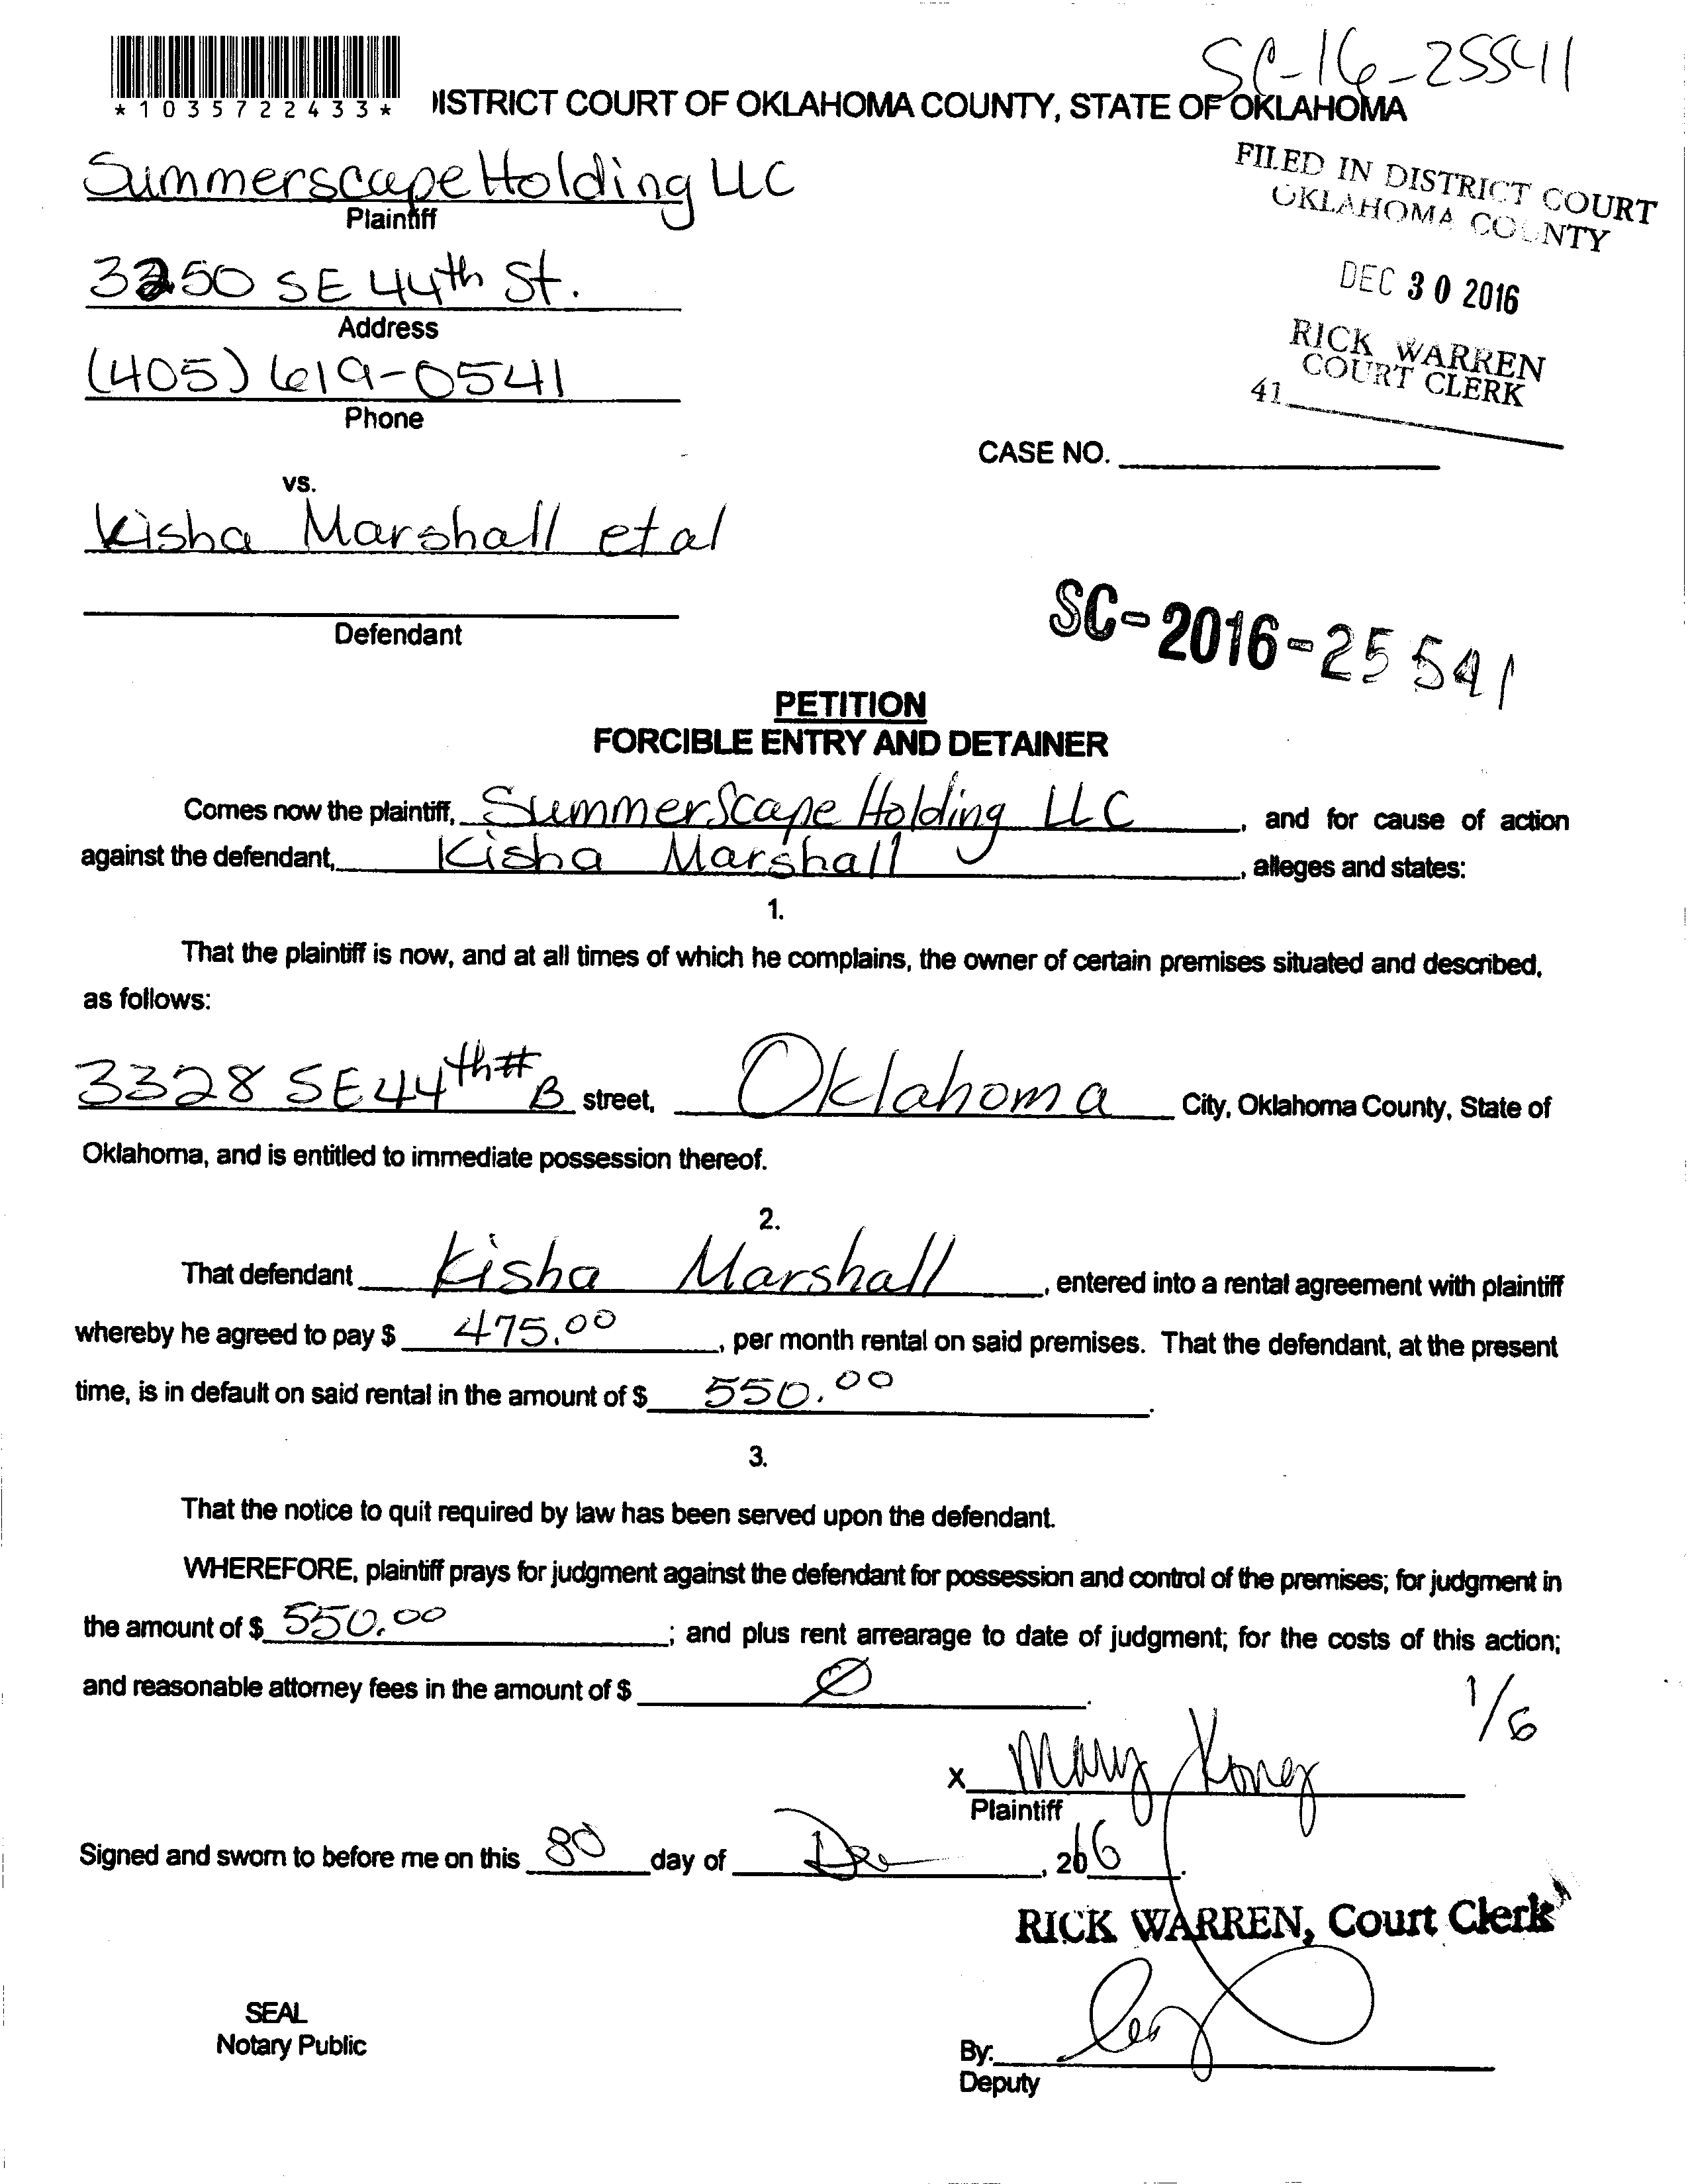 SC-16-25541
*1035722433*
DISTRICT COURT OF OKLAHOMA COUNTY, STATE OF OKLAHOMA
Summerscape Holding LLC
Plaintiff
FILED IN DISTRICT COURT
OKLAHOMA COUNTY
3250 SE 44th St.
Address
DEC 30 2016
(405) 619-0541
Phone
RICK WARREN
COURT CLERK
41
CASE NO.
vs.
Kisha Marshall et al
Defendant
SC-2016-25541
PETITION
FORCIBLE ENTRY AND DETAINER
Comes now the plaintiff, SummerScape Holding LLC, and for cause of action
against the defendant, Kisha Marshall, alleges and states:
1.
That the plaintiff is now, and at all times of which he complains, the owner of certain premises situated and described,
as follows:
3328 SE 44th # B street, Oklahoma City, Oklahoma County, State of
Oklahoma, and is entitled to immediate possession thereof.
2.
That defendant Kisha Marshall, entered into a rental agreement with plaintiff
whereby he agreed to pay $ 475.00, per month rental on said premises. That the defendant, at the present
time, is in default on said rental in the amount of $ 550.00.
3.
That the notice to quit required by law has been served upon the defendant.
WHEREFORE, plaintiff prays for judgment against the defendant for possession and control of the premises; for judgment in
the amount of $ 550.00; and plus rent arrearage to date of judgment; for the costs of this action;
and reasonable attorney fees in the amount of $ Ø.
1/6
X Mary
Plaintiff
Signed and sworn to before me on this 30 day of Dec, 2016.
RICK WARREN, Court Clerk
SEAL
Notary Public
By:
Deputy